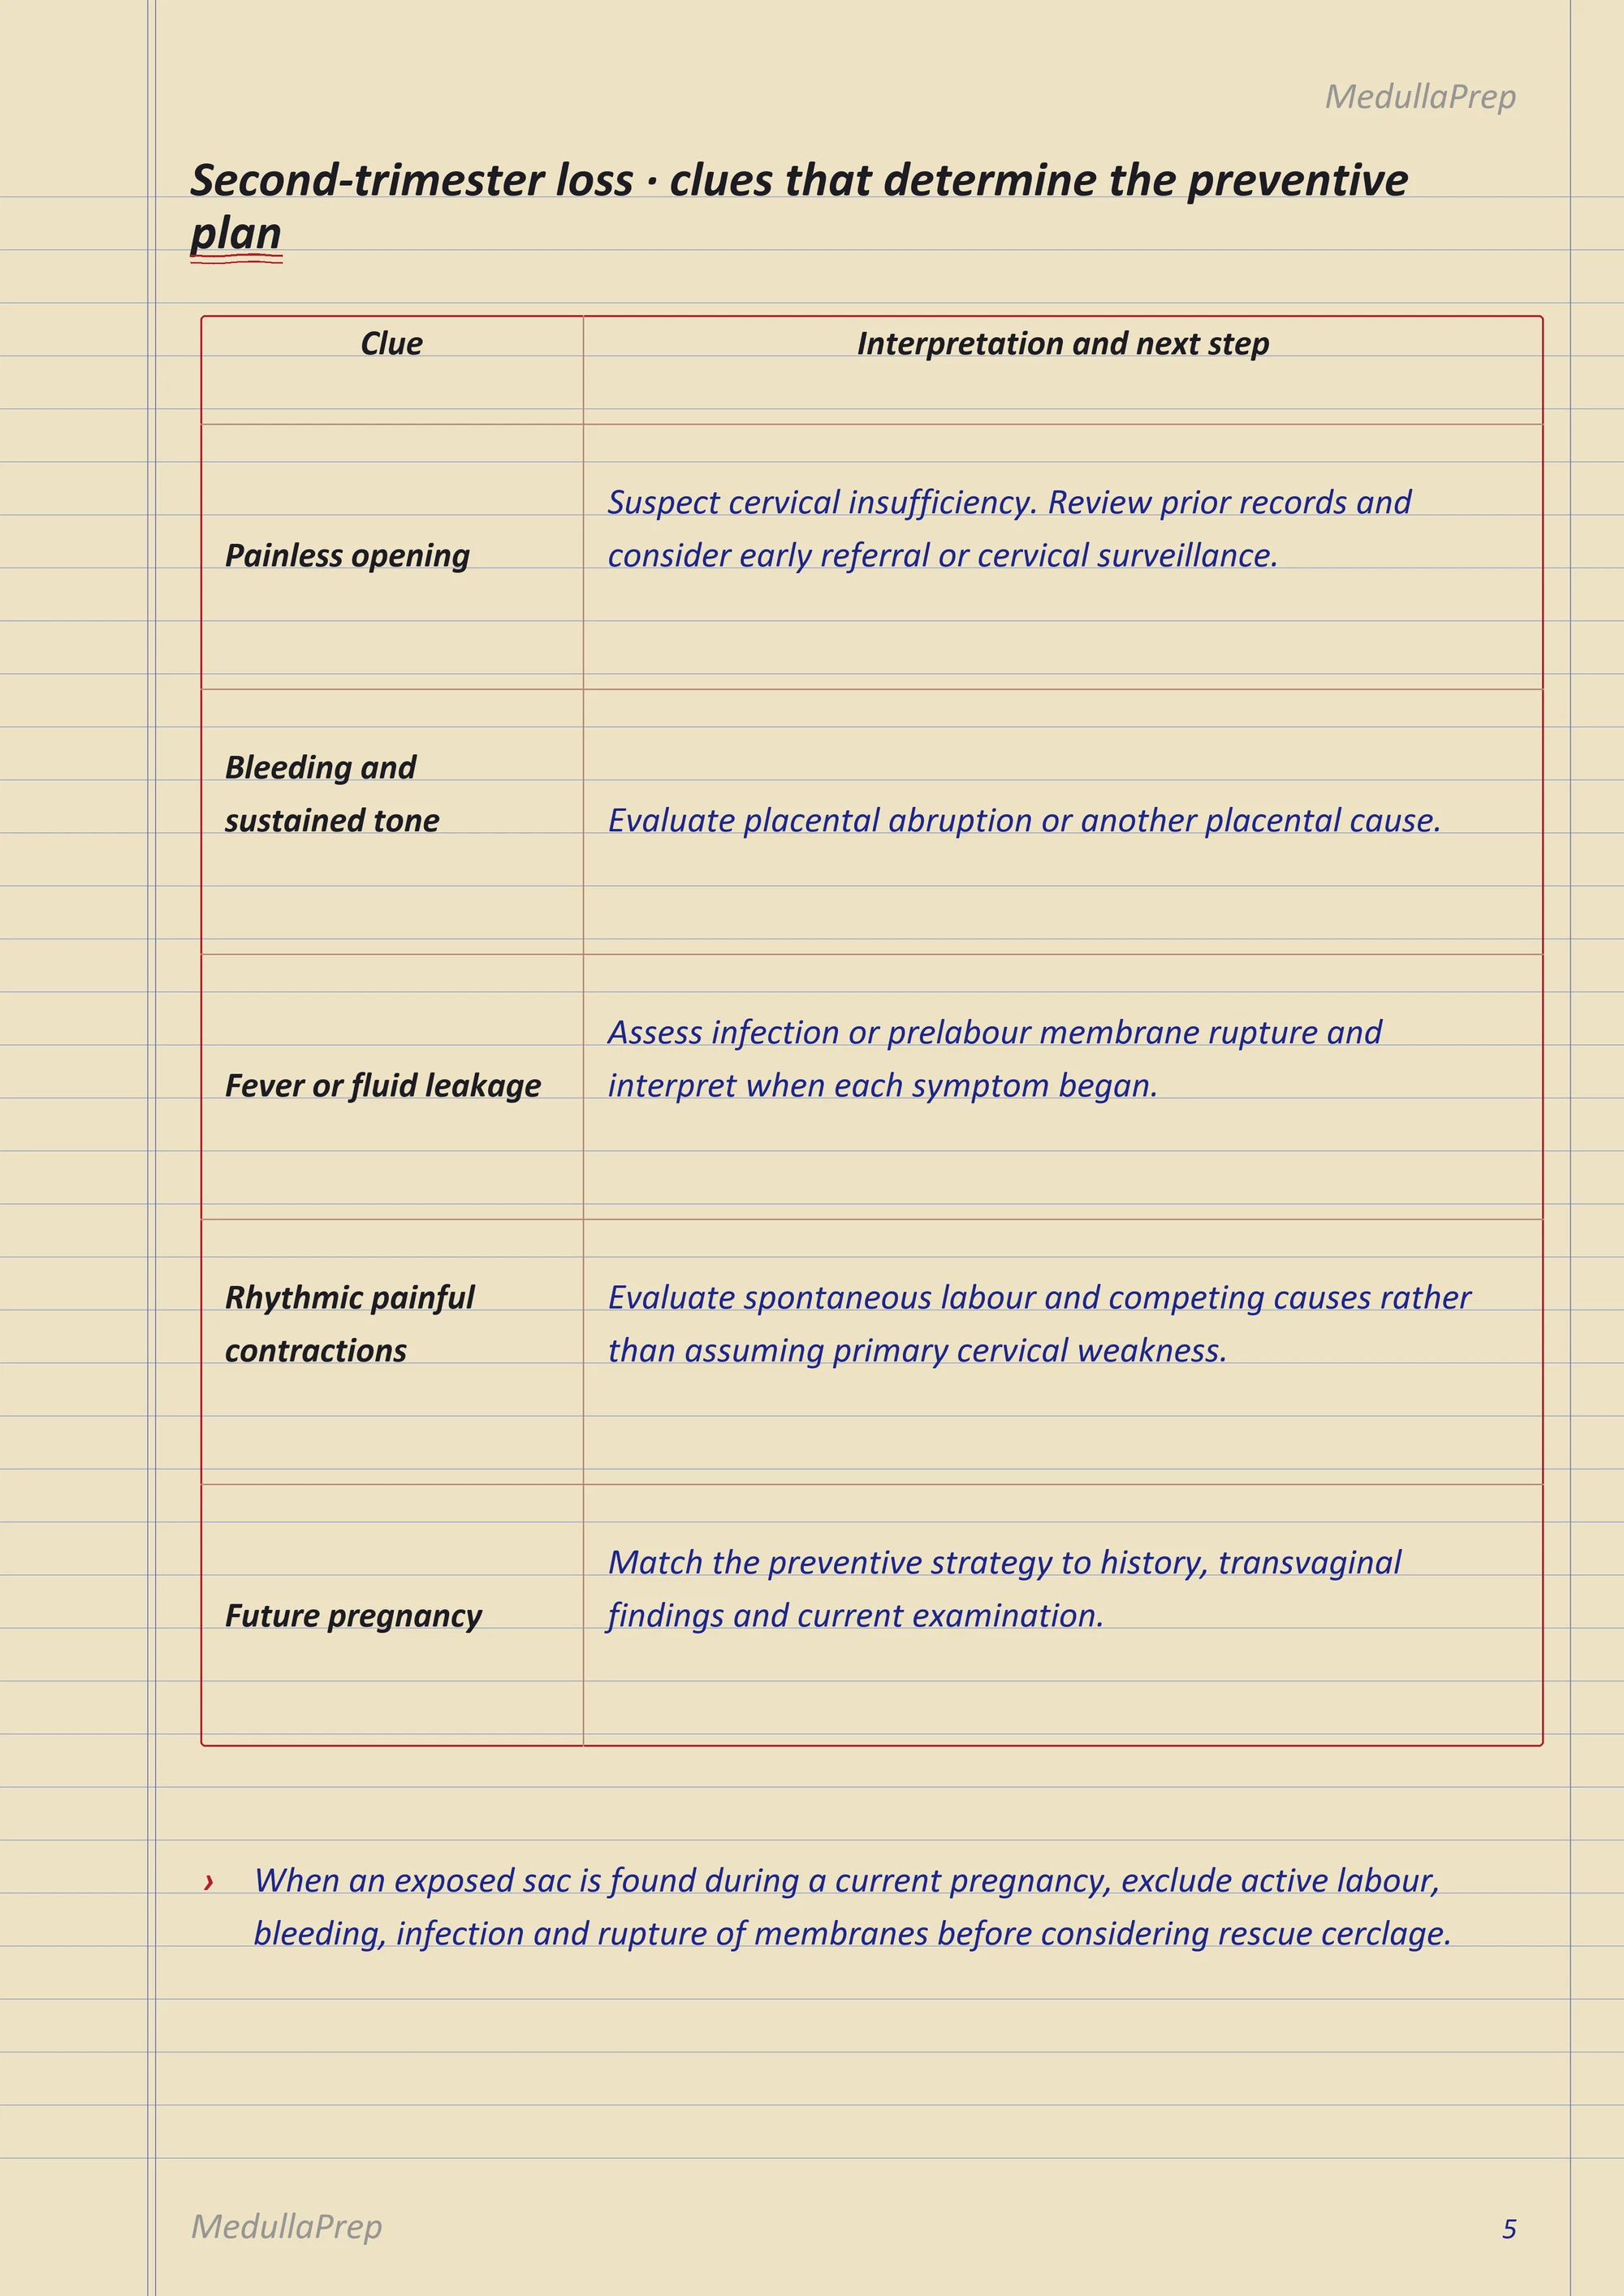 MedullaPrep
Second-trimester loss · clues that determine the preventive
plan
Clue
Interpretation and next step
Painless opening
Suspect cervical insufficiency. Review prior records and
consider early referral or cervical surveillance.
Bleeding and
sustained tone
Evaluate placental abruption or another placental cause.
Fever or fluid leakage
Assess infection or prelabour membrane rupture and
interpret when each symptom began.
Rhythmic painful
contractions
Evaluate spontaneous labour and competing causes rather
than assuming primary cervical weakness.
Future pregnancy
Match the preventive strategy to history, transvaginal
findings and current examination.
› When an exposed sac is found during a current pregnancy, exclude active labour,
bleeding, infection and rupture of membranes before considering rescue cerclage.
MedullaPrep
5